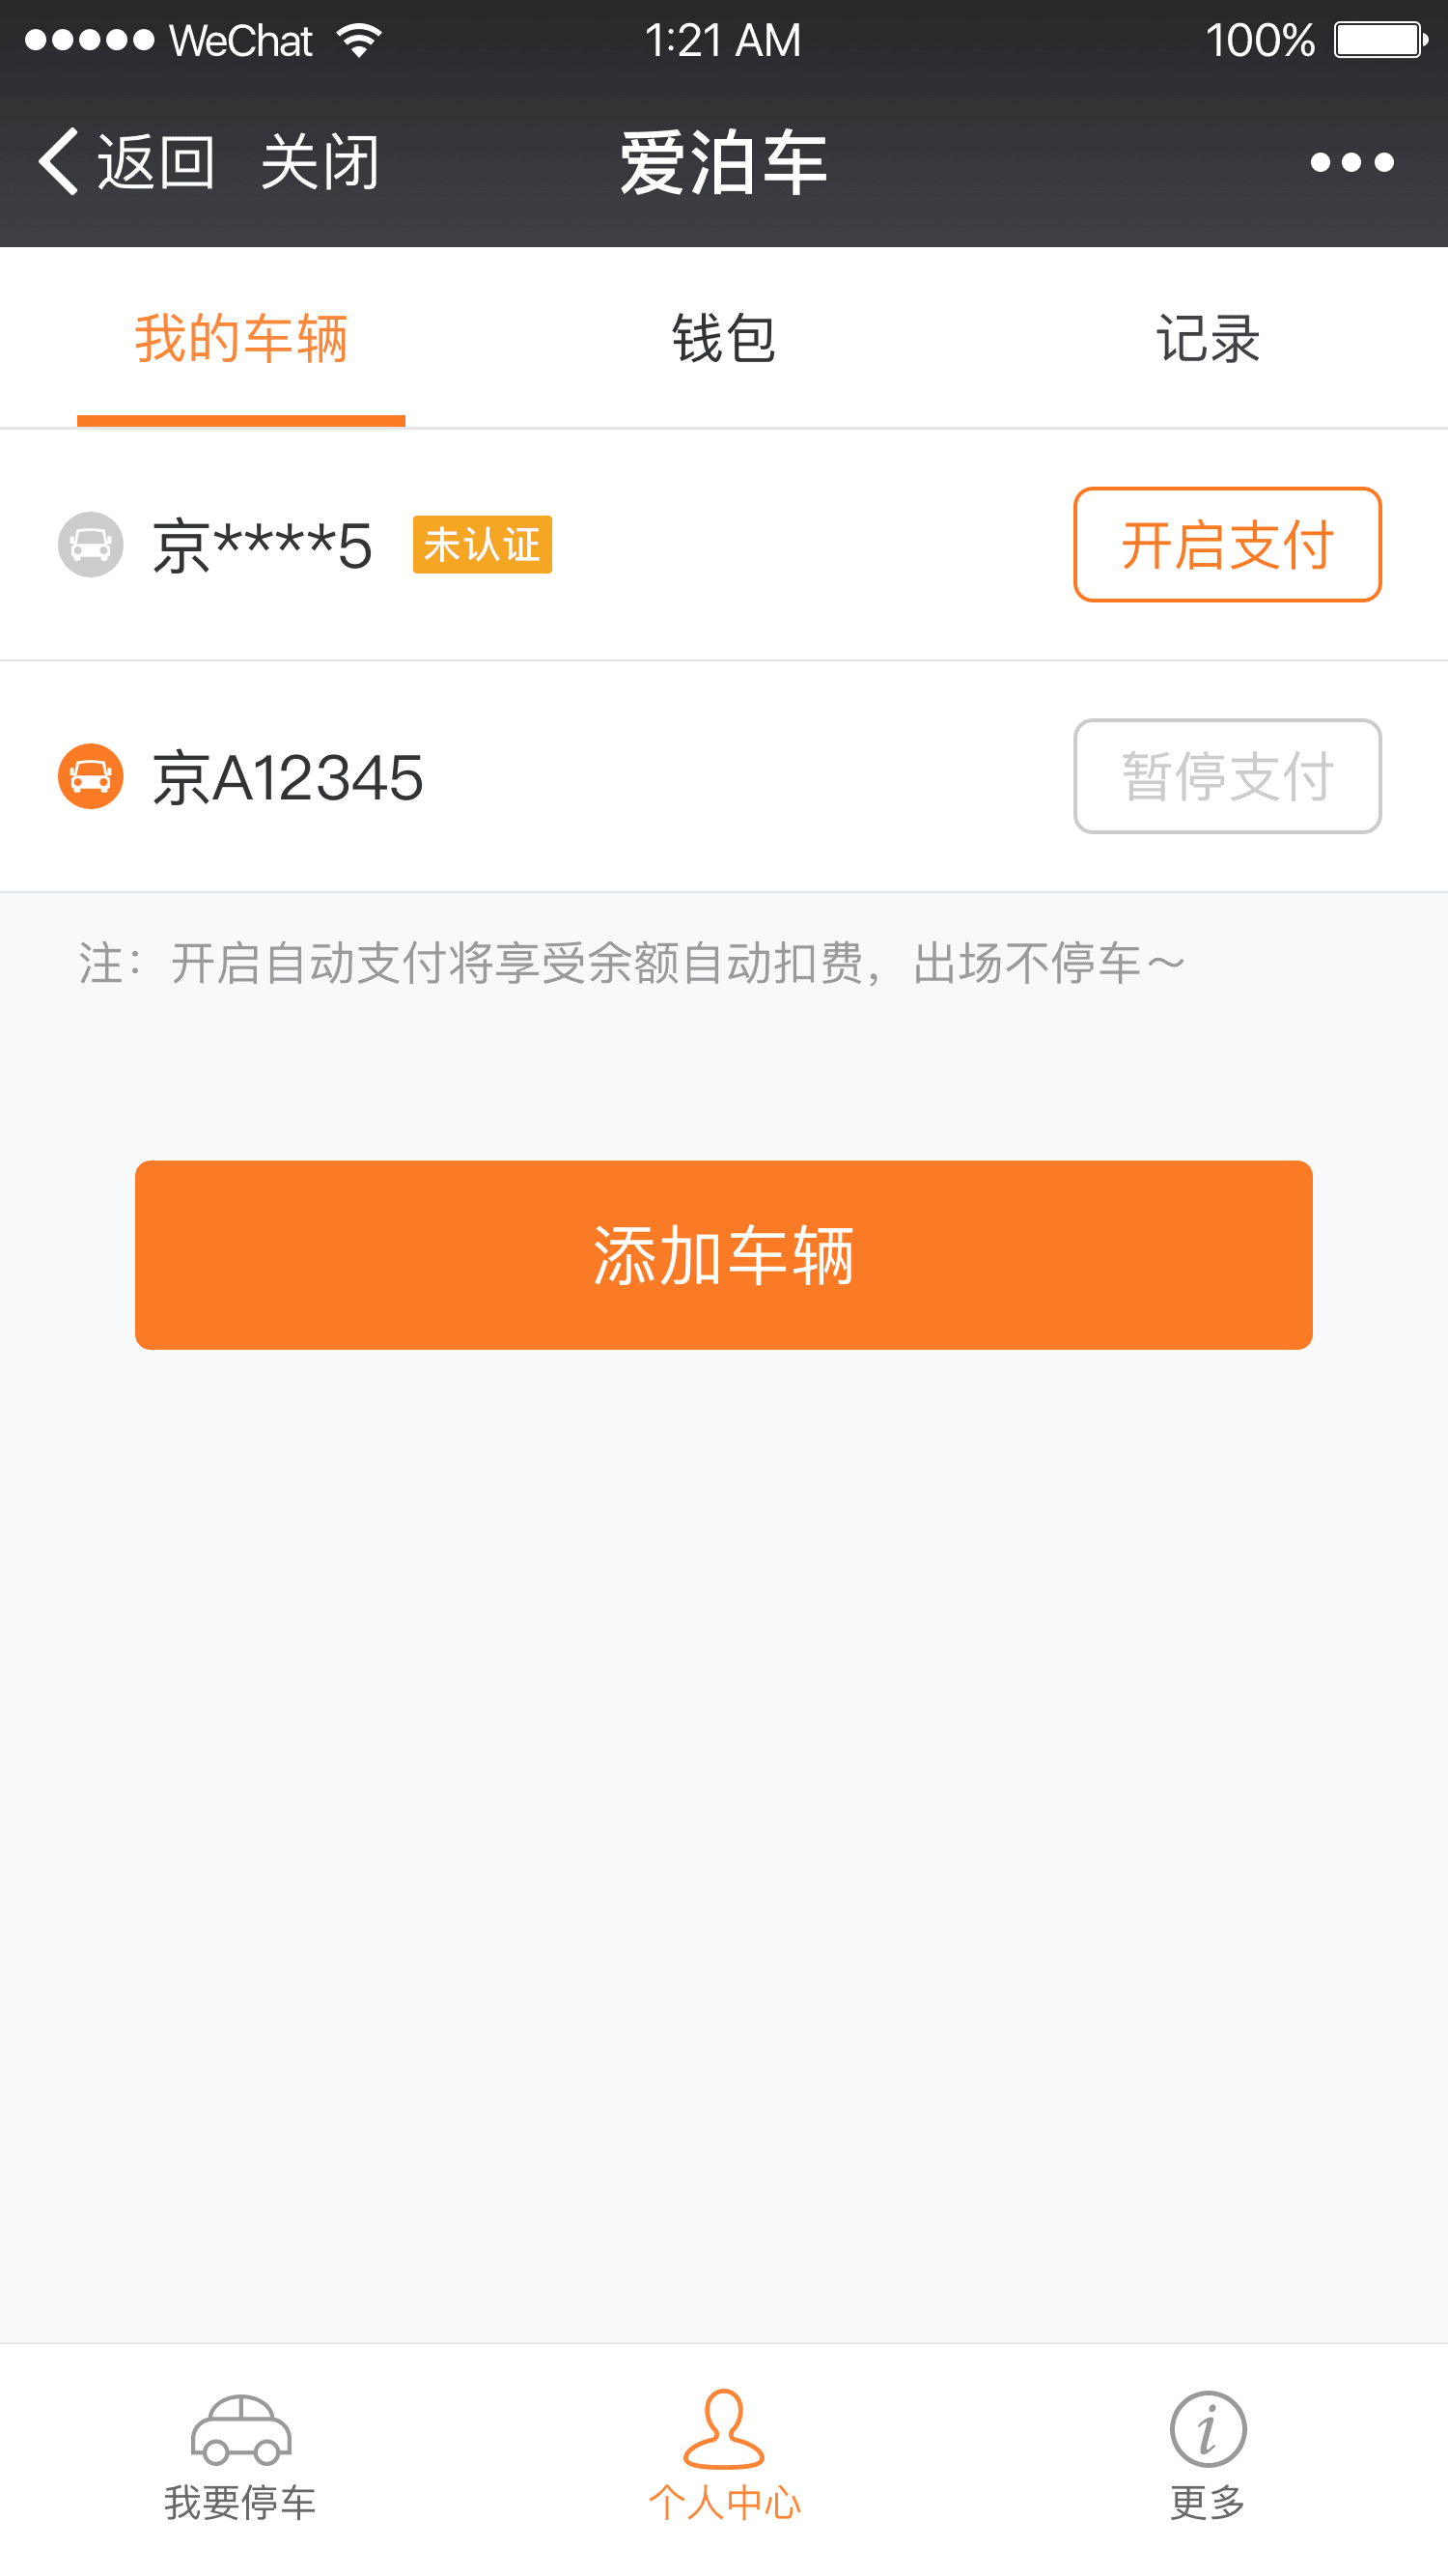 WeChat 1:21 AM 100%
返回 关闭 爱泊车
我的车辆 钱包 记录
京****5 未认证 开启支付
京A12345 暂停支付
注：开启自动支付将享受余额自动扣费，出场不停车～
添加车辆
我要停车 个人中心 更多